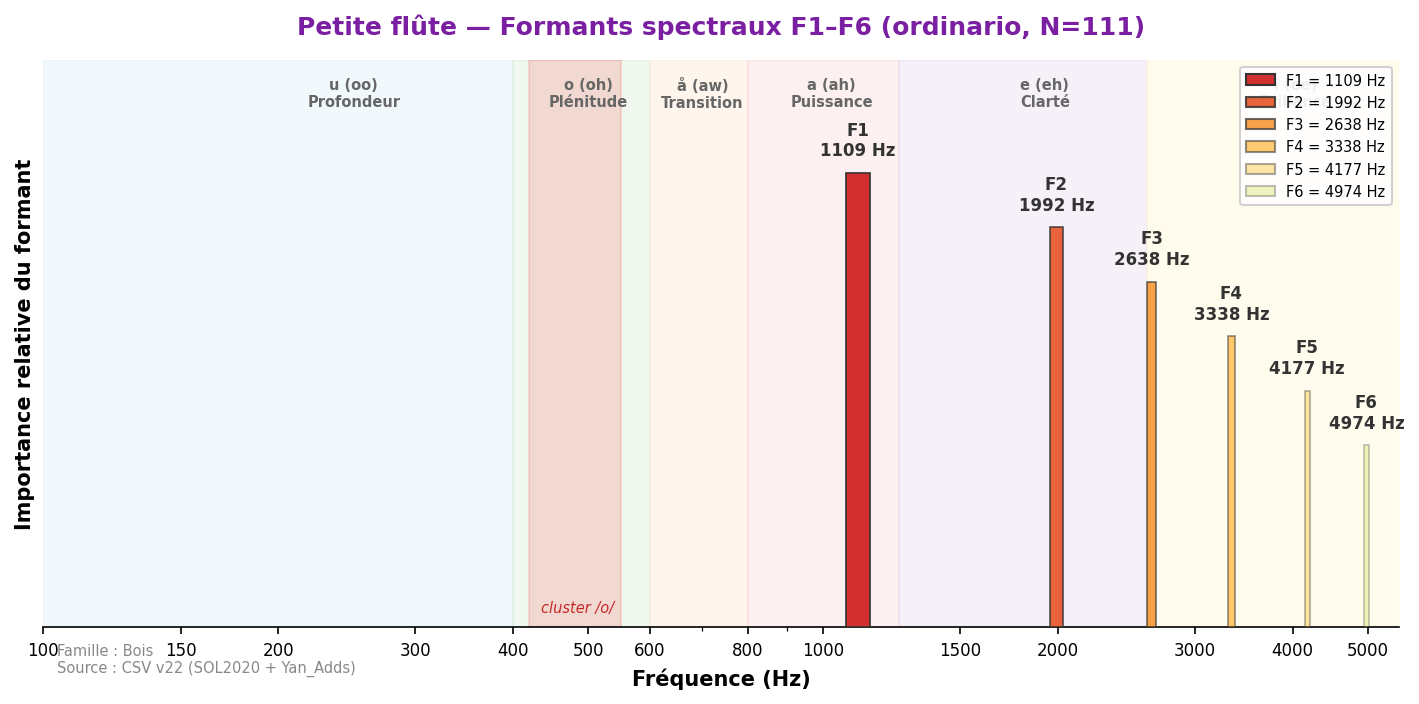 Petite flûte — Formants spectraux F1–F6 (ordinario, N=111)
u (oo)
Profondeur
o (oh)
Plénitude
å (aw)
Transition
a (ah)
Puissance
e (eh)
Clarté
F1 = 1109 Hz
F2 = 1992 Hz
F3 = 2638 Hz
F4 = 3338 Hz
F5 = 4177 Hz
F6 = 4974 Hz
F1
1109 Hz
F2
1992 Hz
F3
2638 Hz
F4
3338 Hz
F5
4177 Hz
F6
4974 Hz
Importance relative du formant
cluster /o/
100 150 200 300 400 500 600 800 1000 1500 2000 3000 4000 5000
Famille : Bois
Source : CSV v22 (SOL2020 + Yan_Adds)
Fréquence (Hz)